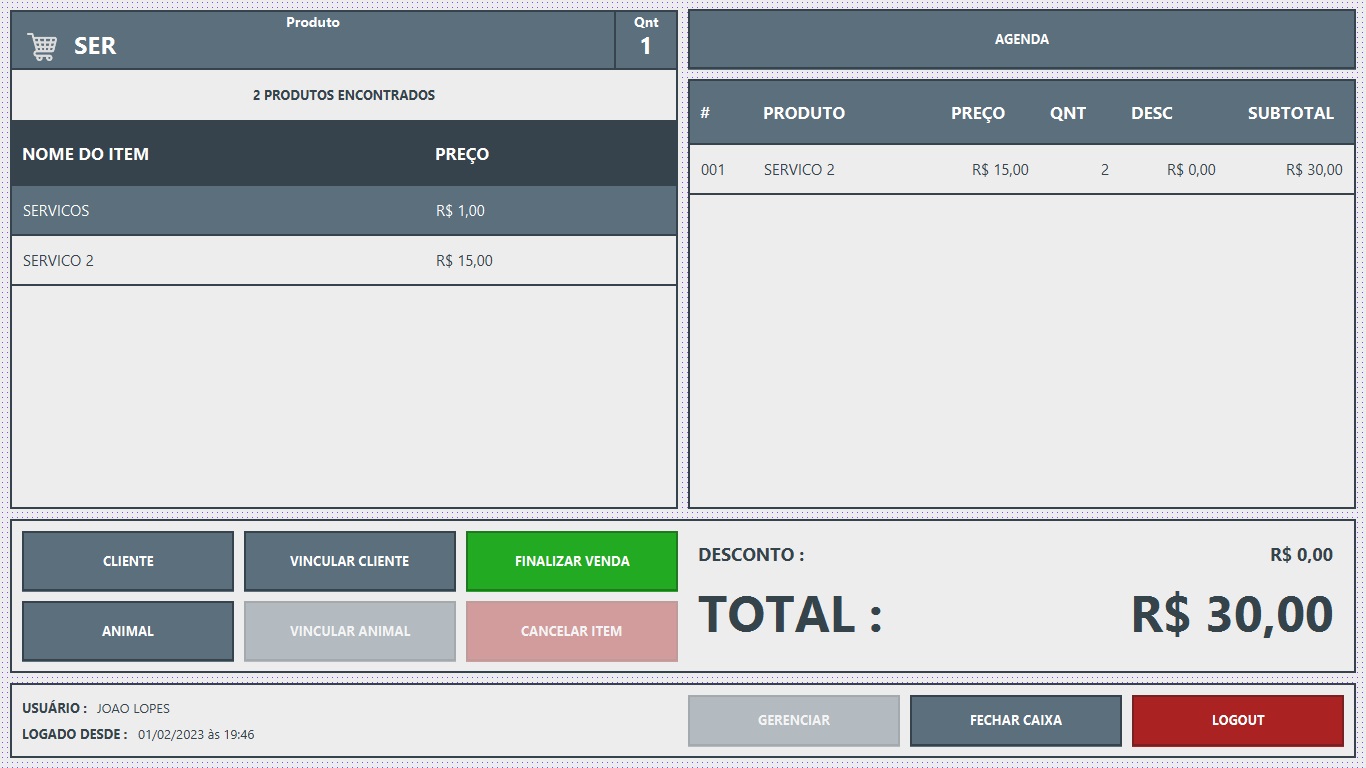 Produto Qnt
SER 1
2 PRODUTOS ENCONTRADOS
NOME DO ITEM PREÇO
SERVICOS R$ 1,00
SERVICO 2 R$ 15,00
AGENDA
# PRODUTO PREÇO QNT DESC SUBTOTAL
001 SERVICO 2 R$ 15,00 2 R$ 0,00 R$ 30,00
CLIENTE VINCULAR CLIENTE FINALIZAR VENDA
ANIMAL VINCULAR ANIMAL CANCELAR ITEM
DESCONTO : R$ 0,00
TOTAL : R$ 30,00
USUÁRIO : JOAO LOPES
LOGADO DESDE : 01/02/2023 às 19:46
GERENCIAR FECHAR CAIXA LOGOUT